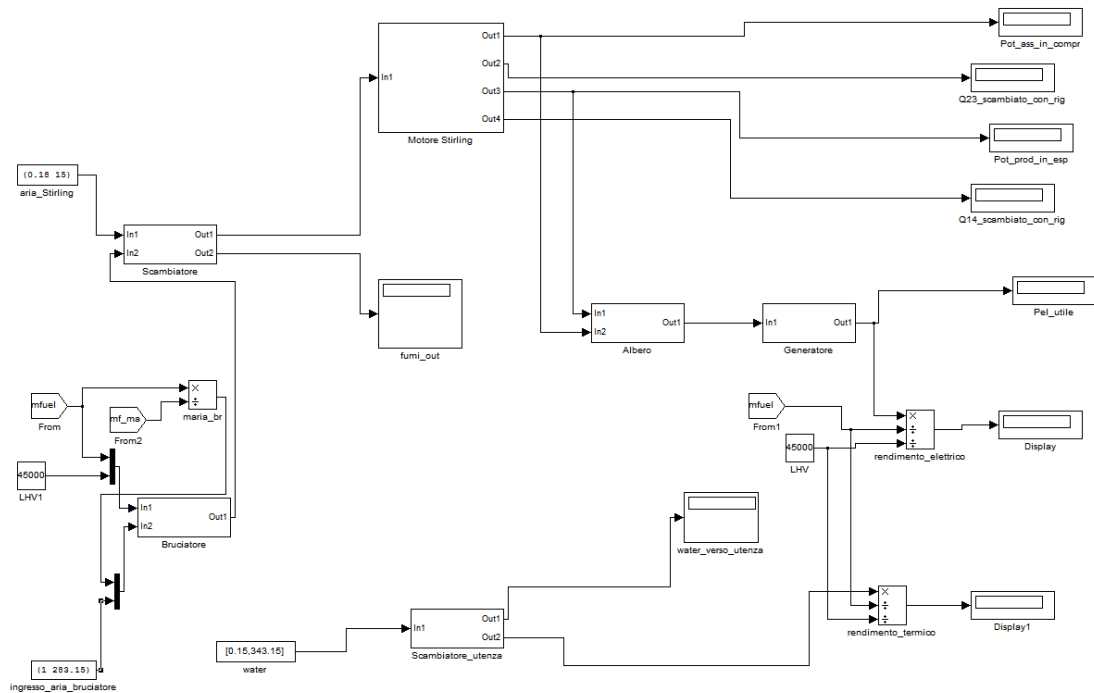 Out1
Pot_ass_in_compr
Out2
In1
Q23_scambiato_con_rig
Out3
Out4
Motore Stirling
Pot_prod_in_esp
(0.18 15)
aria_Stirling
Q14_scambiato_con_rig
In1
Out1
In2
Out2
Scambiatore
fumi_out
In1
Out1
In2
Albero
In1
Out1
Generatore
Pel_utile
mfuel
From
mf_ma
From2
×
÷
maria_br
mfuel
From1
×
÷
÷
rendimento_elettrico
Display
45000
LHV
45000
LHV1
In1
Out1
In2
Bruciatore
water_verso_utenza
×
÷
÷
rendimento_termico
Display1
In1
Out1
Out2
Scambiatore_utenza
[0.15,343.15]
water
(1 283.15)
ingresso_aria_bruciatore